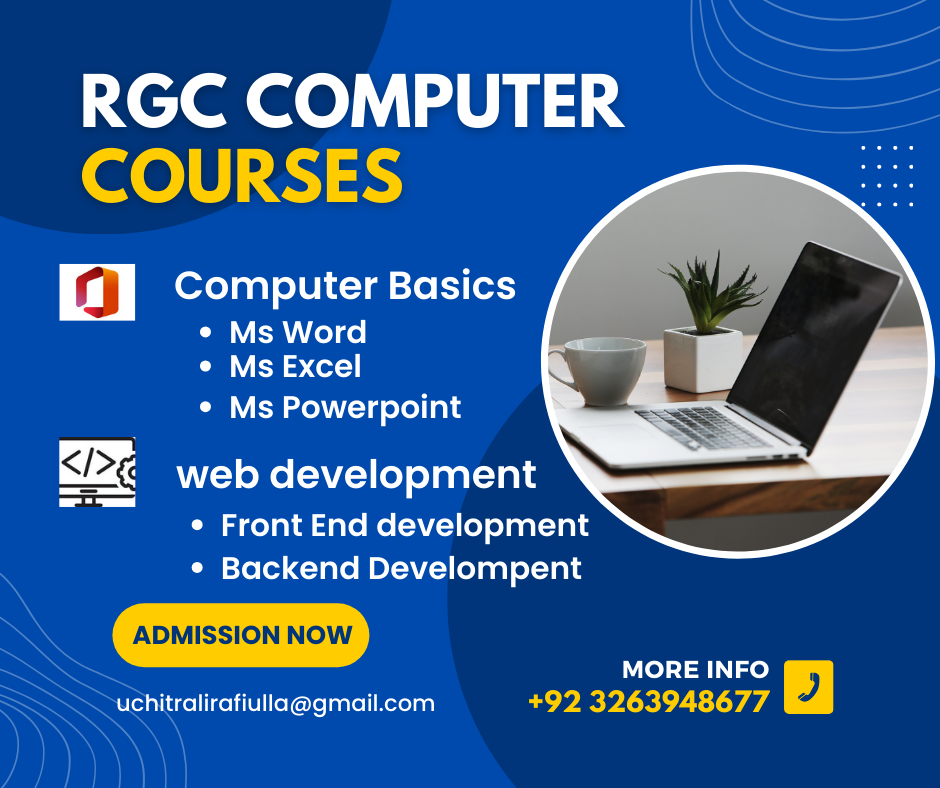 RGC COMPUTER
COURSES
Computer Basics
• Ms Word
• Ms Excel
• Ms Powerpoint
</>
web development
• Front End development
• Backend Develompent
ADMISSION NOW
uchitralirafiulla@gmail.com
MORE INFO
+92 3263948677